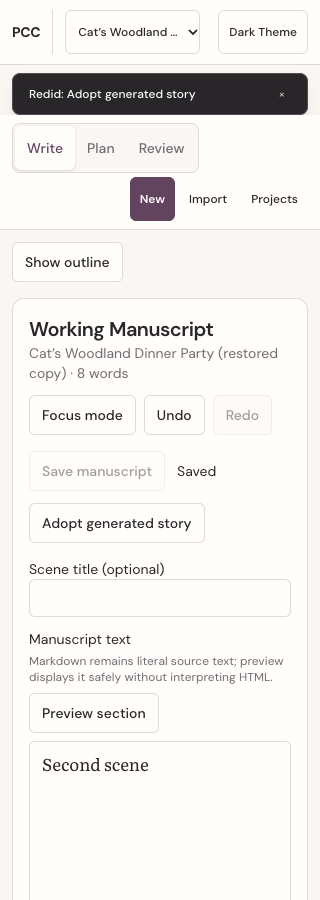 PCC
Cat's Woodland ...
Dark Theme
Redid: Adopt generated story
×
Write
Plan
Review
New
Import
Projects
Show outline
Working Manuscript
Cat's Woodland Dinner Party (restored
copy) · 8 words
Focus mode
Undo
Redo
Save manuscript
Saved
Adopt generated story
Scene title (optional)
Manuscript text
Markdown remains literal source text; preview
displays it safely without interpreting HTML.
Preview section
Second scene